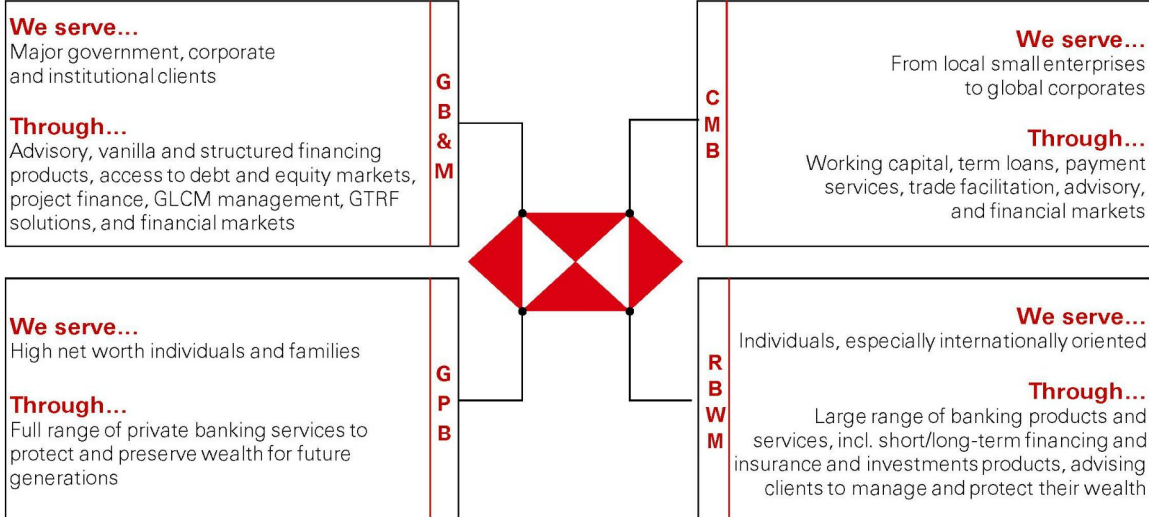 We serve...
Major government, corporate
and institutional clients
Through...
Advisory, vanilla and structured financing
products, access to debt and equity markets,
project finance, GLCM management, GTRF
solutions, and financial markets
G
B
&
M
C
M
B
We serve...
From local small enterprises
to global corporates
Through...
Working capital, term loans, payment
services, trade facilitation, advisory,
and financial markets
We serve...
High net worth individuals and families
Through...
Full range of private banking services to
protect and preserve wealth for future
generations
G
P
B
R
B
W
M
We serve...
Individuals, especially internationally oriented
Through...
Large range of banking products and
services, incl. short/long-term financing and
insurance and investments products, advising
clients to manage and protect their wealth